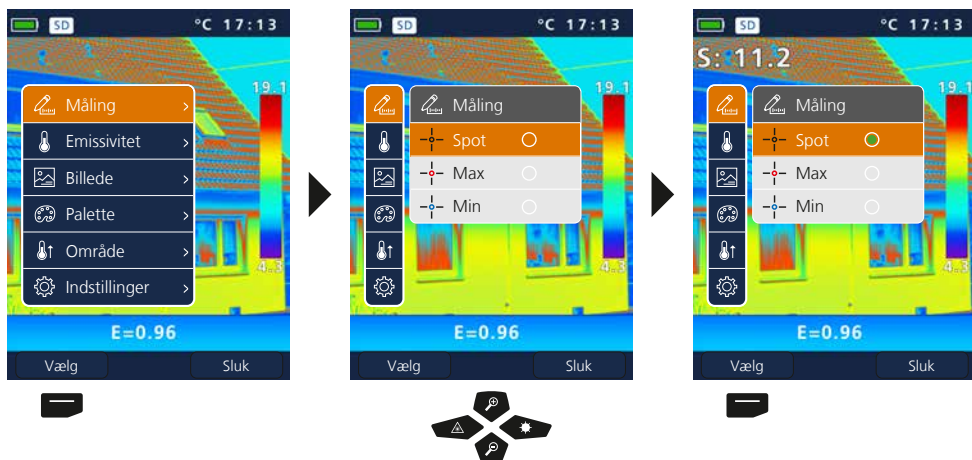 SD °C 17:13
19.1
Måling
Emissivitet
Billede
Palette
Område
Indstillinger
4.3
E=0.96
Vælg Sluk
SD °C 17:13
19.1
Måling
Spot
Max
Min
4.3
E=0.96
Vælg Sluk
SD °C 17:13
S: 11.2
19.1
Måling
Spot
Max
Min
4.3
E=0.96
Vælg Sluk